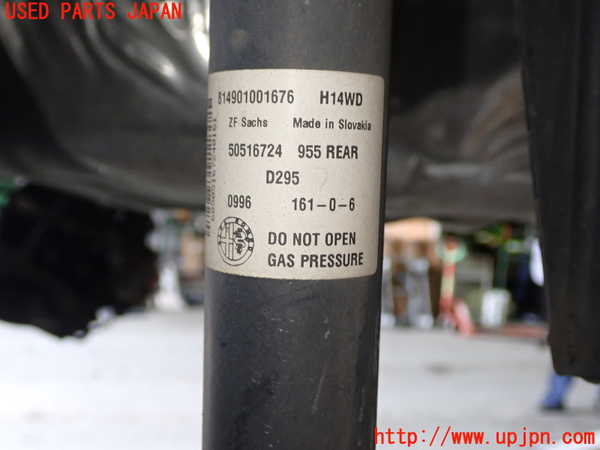 USED PARTS JAPAN
814901001676 H14WD
ZF Sachs Made in Slovakia
50516724 955 REAR
D295
0996 161-0-6
DO NOT OPEN
GAS PRESSURE
http://www.upjpn.com/